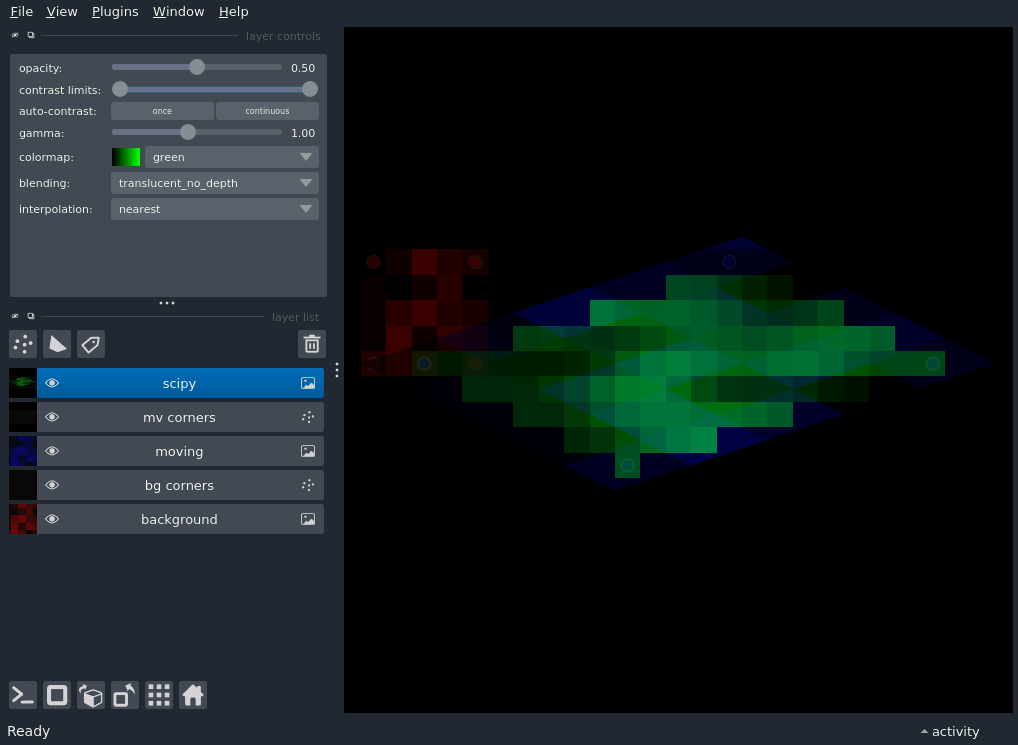 File View Plugins Window Help
layer controls
opacity: 0.50
contrast limits:
auto-contrast: once continuous
gamma: 1.00
colormap: green
blending: translucent_no_depth
interpolation: nearest
layer list
scipy
mv corners
moving
bg corners
background
Ready
activity